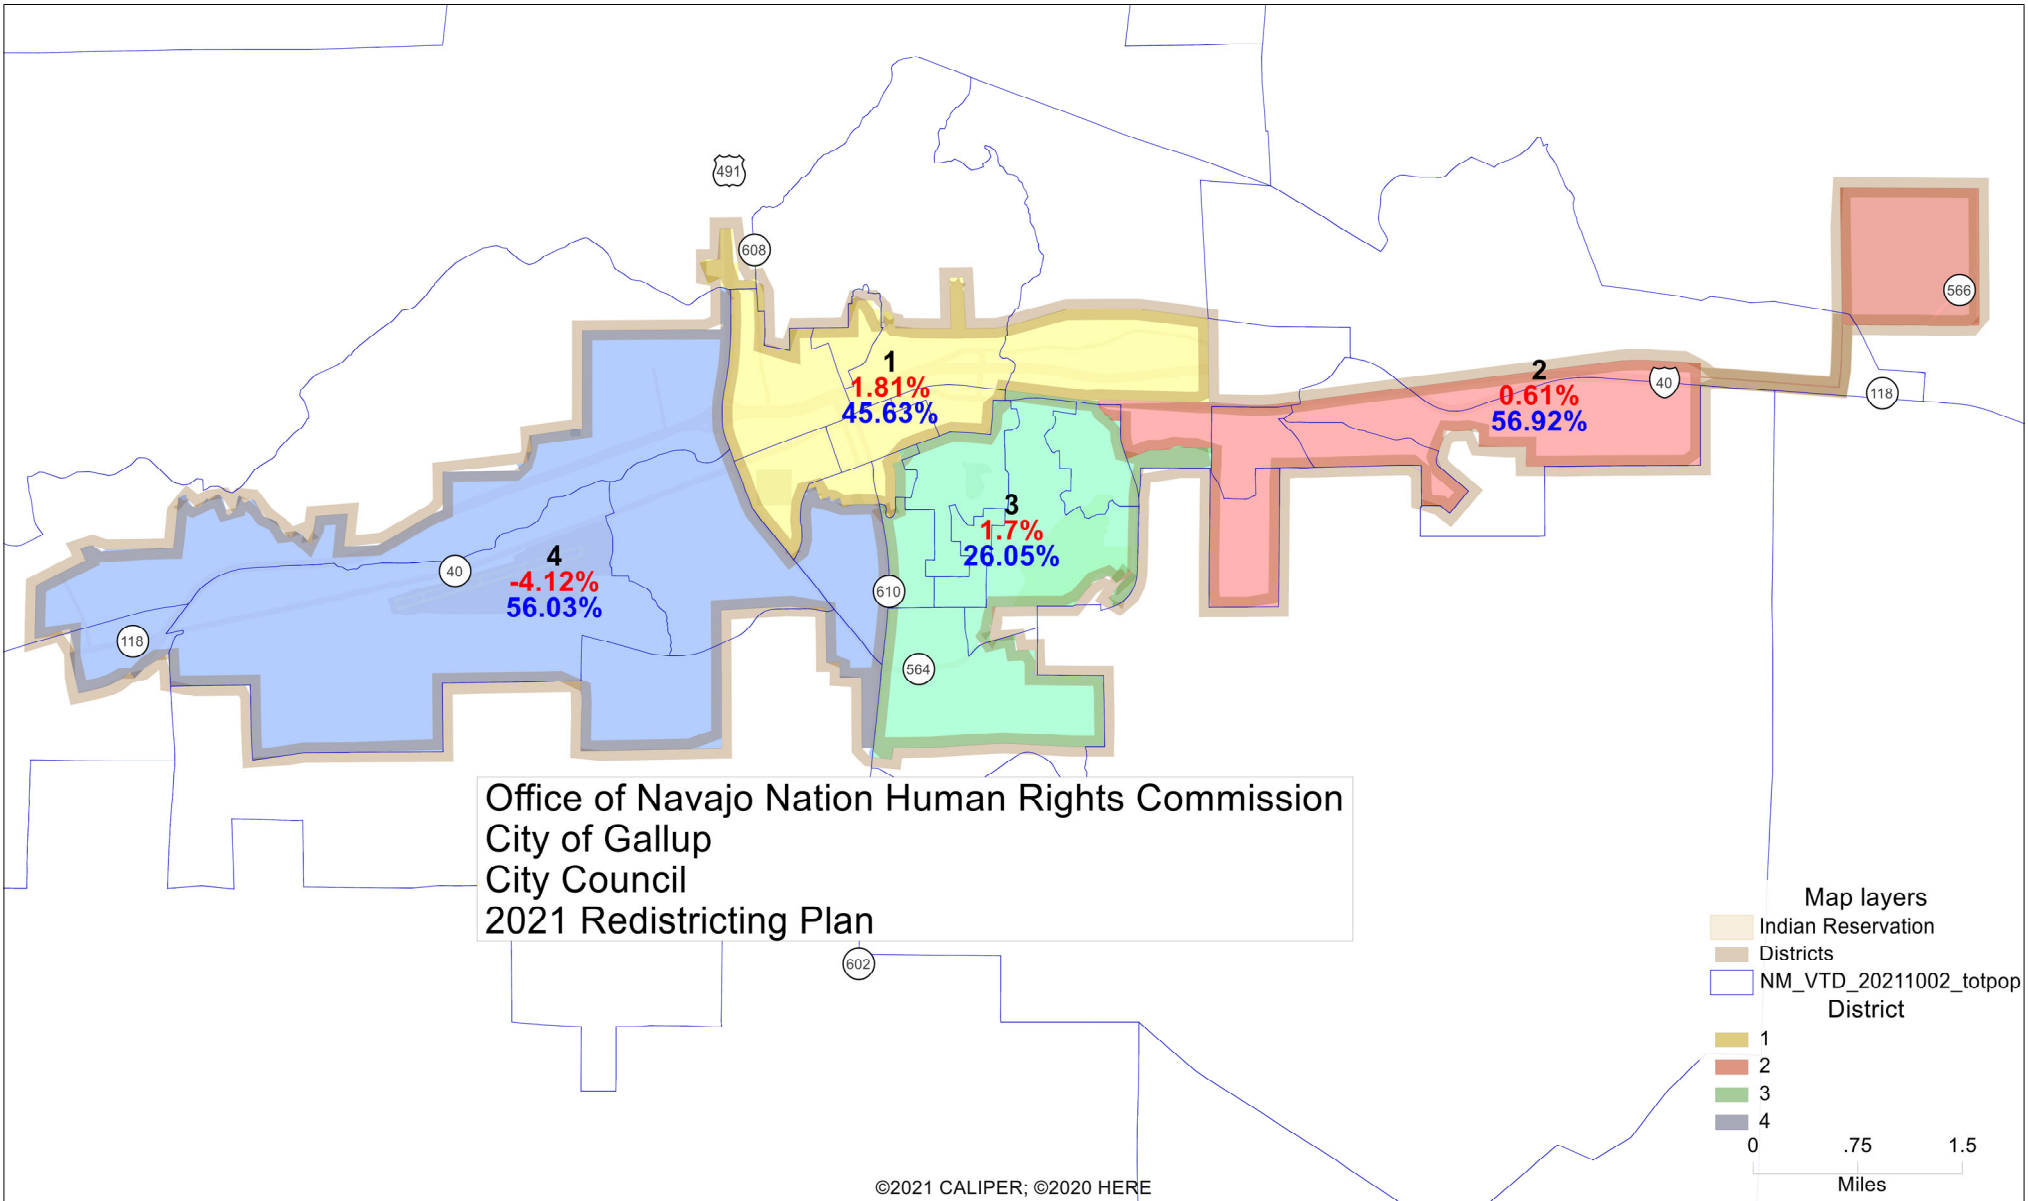 491
608
566
1
1.81%
45.63%
2
0.61%
56.92%
40
118
3
1.7%
26.05%
4
-4.12%
56.03%
40
118
610
564
Office of Navajo Nation Human Rights Commission
City of Gallup
City Council
2021 Redistricting Plan
602
Map layers
Indian Reservation
Districts
NM_VTD_20211002_totpop
District
1
2
3
4
0 .75 1.5
Miles
©2021 CALIPER; ©2020 HERE